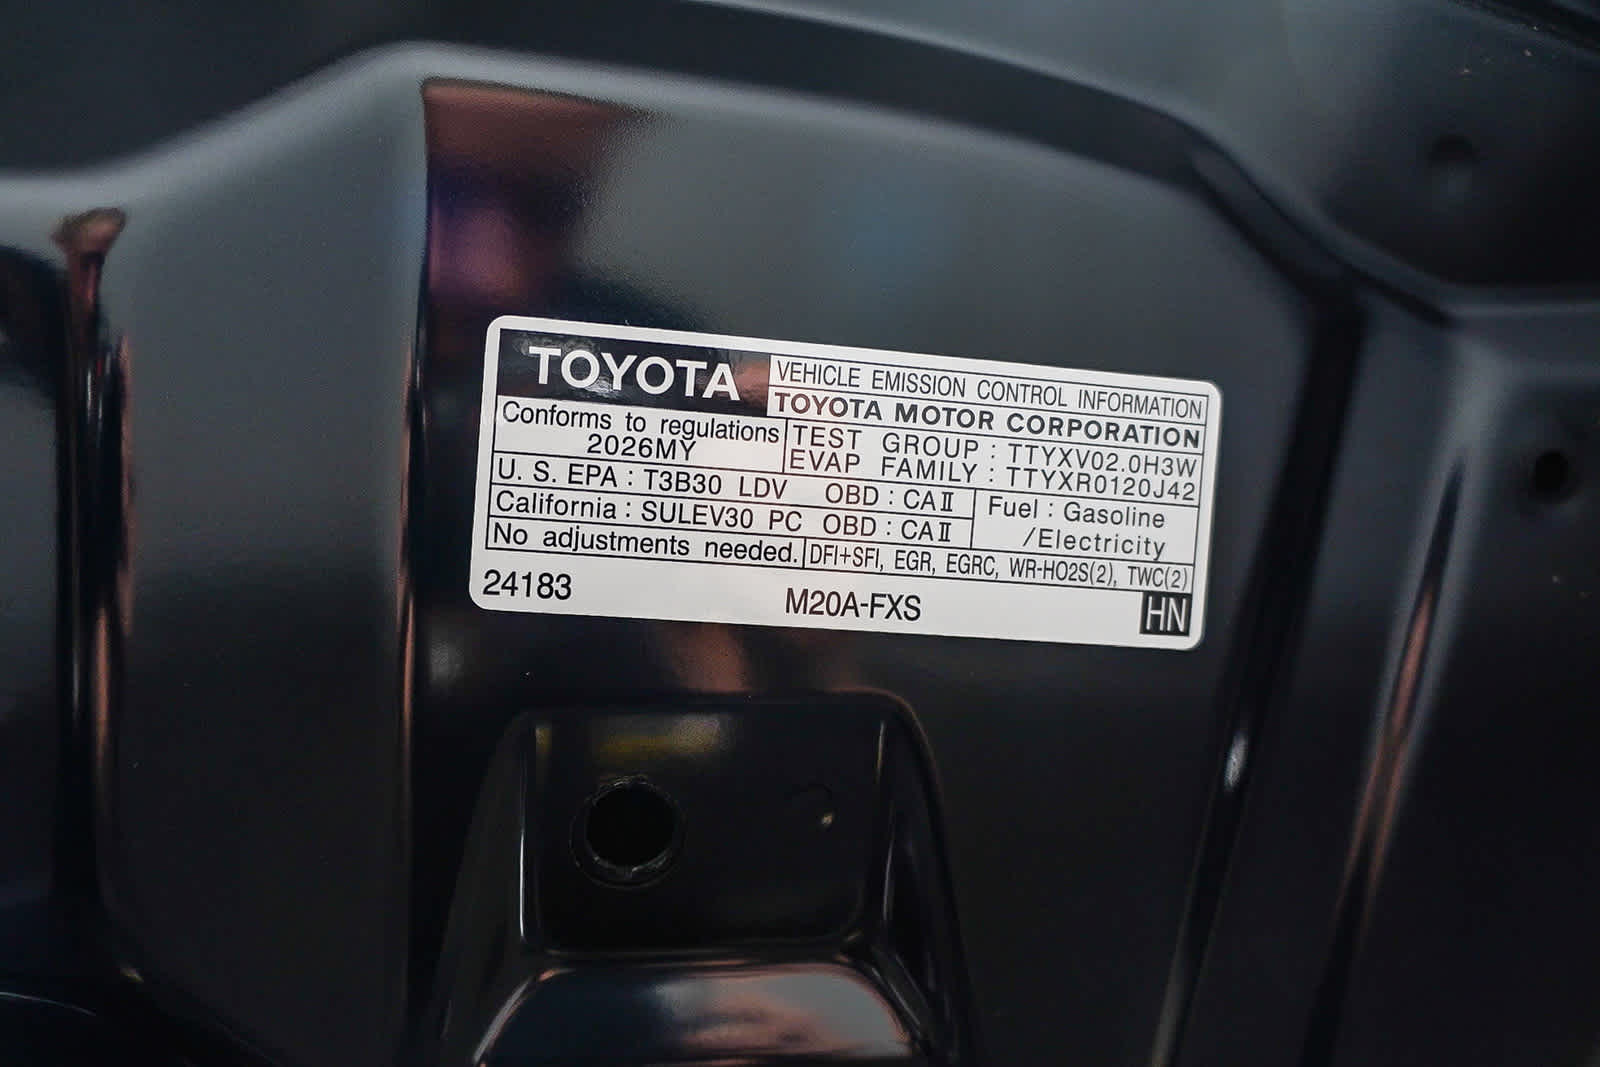 TOYOTA
VEHICLE EMISSION CONTROL INFORMATION
TOYOTA MOTOR CORPORATION
Conforms to regulations
2026MY
TEST GROUP : TTYXV02.0H3W
EVAP FAMILY : TTYXR0120J42
U. S. EPA : T3B30 LDV OBD : CAⅡ
California : SULEV30 PC OBD : CAⅡ
Fuel : Gasoline
/Electricity
No adjustments needed.
DFI+SFI, EGR, EGRC, WR-HO2S(2), TWC(2)
24183
M20A-FXS
HN